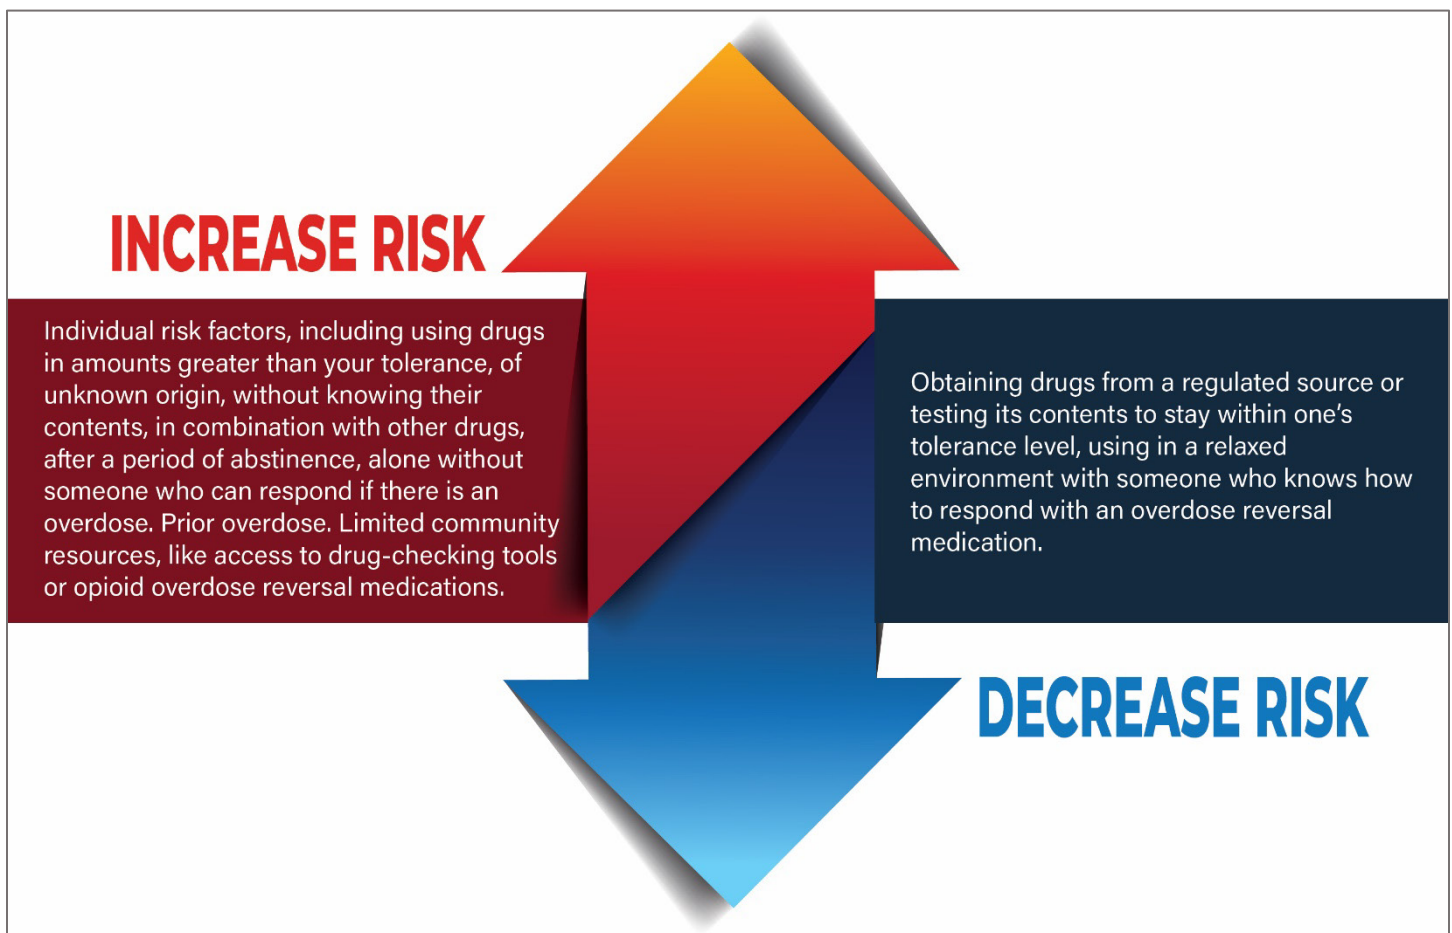 INCREASE RISK
Individual risk factors, including using drugs
in amounts greater than your tolerance, of
unknown origin, without knowing their
contents, in combination with other drugs,
after a period of abstinence, alone without
someone who can respond if there is an
overdose. Prior overdose. Limited community
resources, like access to drug-checking tools
or opioid overdose reversal medications.
Obtaining drugs from a regulated source or
testing its contents to stay within one’s
tolerance level, using in a relaxed
environment with someone who knows how
to respond with an overdose reversal
medication.
DECREASE RISK